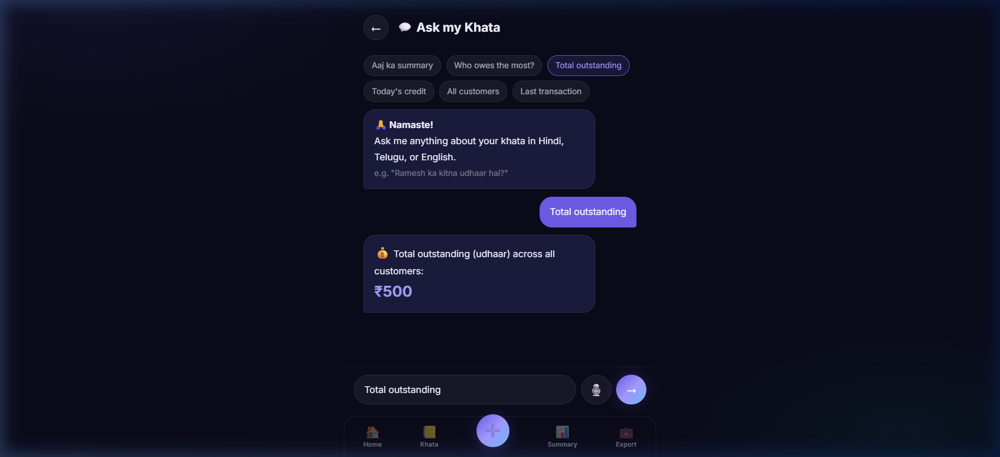 Ask my Khata
Aaj ka summary
Who owes the most?
Total outstanding
Today's credit
All customers
Last transaction
Namaste!
Ask me anything about your khata in Hindi,
Telugu, or English.
e.g. "Ramesh ka kitna udhaar hai?"
Total outstanding
Total outstanding (udhaar) across all
customers:
₹500
Total outstanding
Home
Khata
Summary
Export